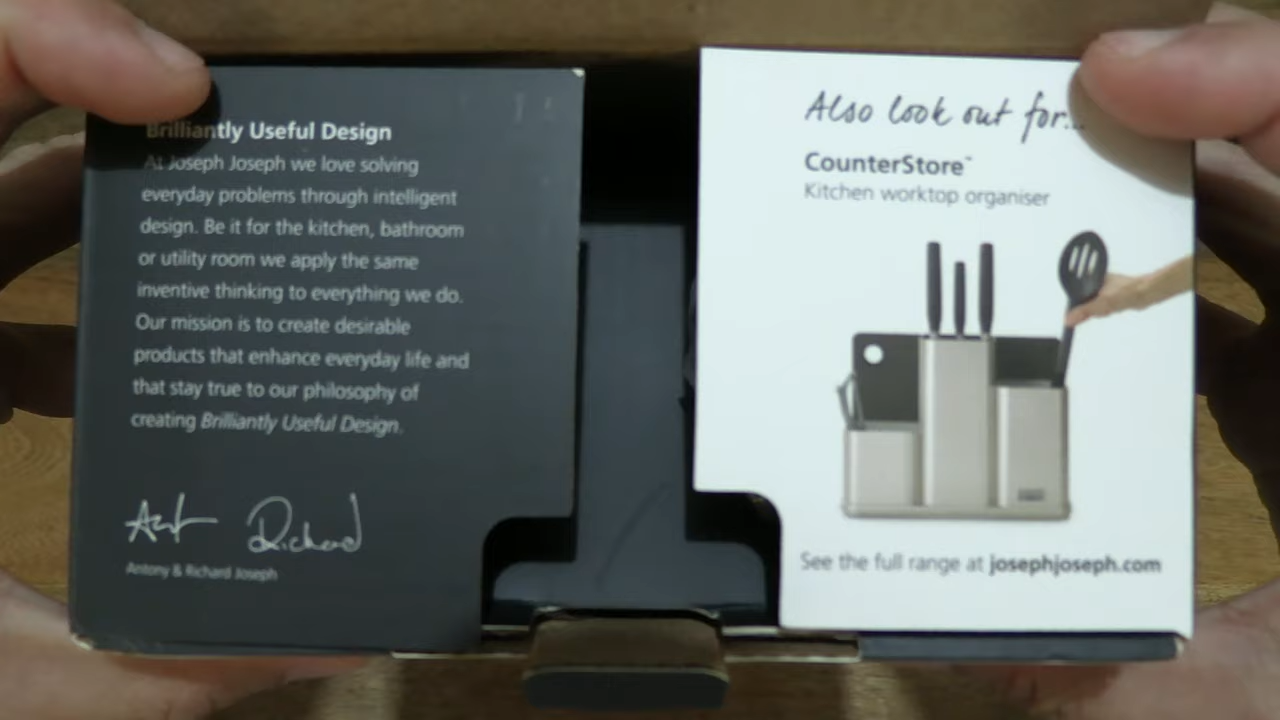 Brilliantly Useful Design
At Joseph Joseph we love solving
everyday problems through intelligent
design. Be it for the kitchen, bathroom
or utility room we apply the same
inventive thinking to everything we do.
Our mission is to create desirable
products that enhance everyday life and
that stay true to our philosophy of
creating Brilliantly Useful Design.
Ant Richard
Antony & Richard Joseph
Also look out for...
CounterStore™
Kitchen worktop organiser
See the full range at josephjoseph.com